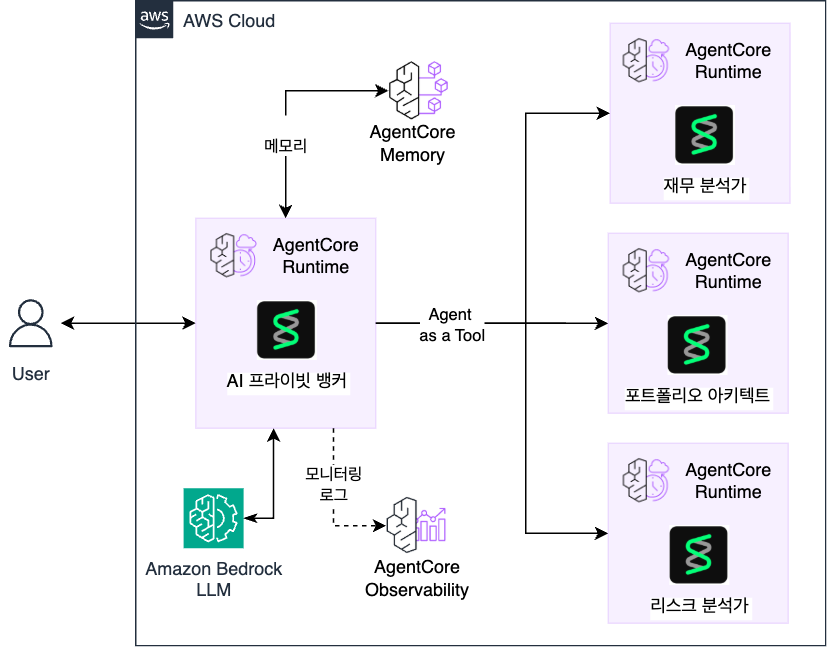 aws
AWS Cloud
AgentCore
Memory
메모리
AgentCore
Runtime
AI 프라이빗 뱅커
User
Agent
as a Tool
모니터링
로그
Amazon Bedrock
LLM
AgentCore
Observability
AgentCore
Runtime
재무 분석가
AgentCore
Runtime
포트폴리오 아키텍트
AgentCore
Runtime
리스크 분석가